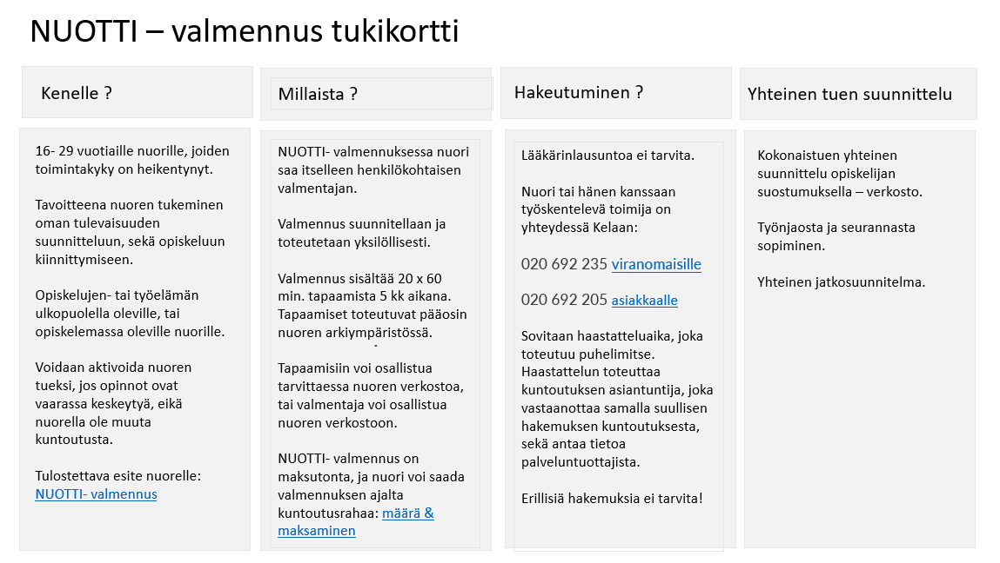 NUOTTI – valmennus tukikortti
Kenelle ?
16- 29 vuotiaille nuorille, joiden
toimintakyky on heikentynyt.
Tavoitteena nuoren tukeminen
oman tulevaisuuden
suunnitteluun, sekä opiskeluun
kiinnittymiseen.
Opiskelujen- tai työelämän
ulkopuolella oleville, tai
opiskelemassa oleville nuorille.
Voidaan aktivoida nuoren
tueksi, jos opinnot ovat
vaarassa keskeytyä, eikä
nuorella ole muuta
kuntoutusta.
Tulostettava esite nuorelle:
NUOTTI- valmennus
Millaista ?
NUOTTI- valmennuksessa nuori
saa itselleen henkilökohtaisen
valmentajan.
Valmennus suunnitellaan ja
toteutetaan yksilöllisesti.
Valmennus sisältää 20 x 60
min. tapaamista 5 kk aikana.
Tapaamiset toteutuvat pääosin
nuoren arkiympäristössä.
Tapaamisiin voi osallistua
tarvittaessa nuoren verkostoa,
tai valmentaja voi osallistua
nuoren verkostoon.
NUOTTI- valmennus on
maksutonta, ja nuori voi saada
valmennuksen ajalta
kuntoutusrahaa: määrä &
maksaminen
Hakeutuminen ?
Lääkärinlausuntoa ei tarvita.
Nuori tai hänen kanssaan
työskentelevä toimija on
yhteydessä Kelaan:
020 692 235 viranomaisille
020 692 205 asiakkaalle
Sovitaan haastatteluaika, joka
toteutuu puhelimitse.
Haastattelun toteuttaa
kuntoutuksen asiantuntija, joka
vastaanottaa samalla suullisen
hakemuksen kuntoutuksesta,
sekä antaa tietoa
palveluntuottajista.
Erillisiä hakemuksia ei tarvita!
Yhteinen tuen suunnittelu
Kokonaistuen yhteinen
suunnittelu opiskelijan
suostumuksella – verkosto.
Työnjaosta ja seurannasta
sopiminen.
Yhteinen jatkosuunnitelma.